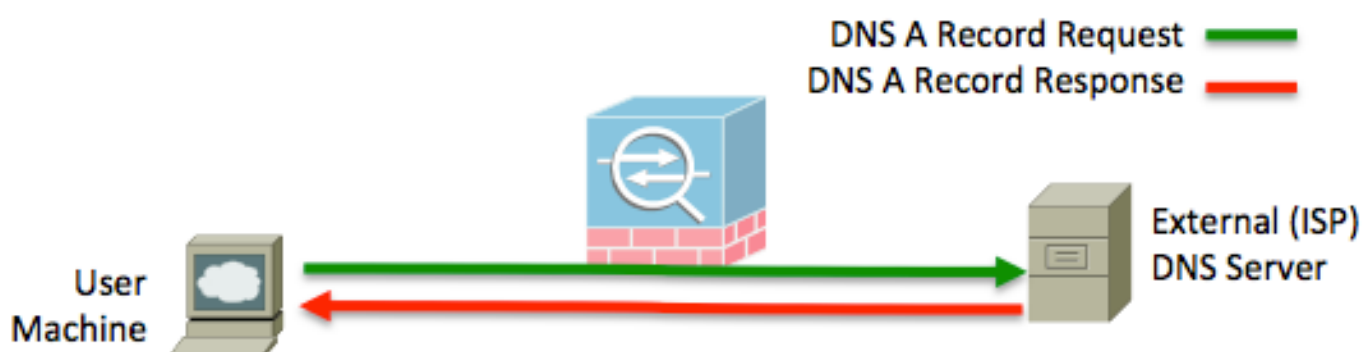 DNS A Record Request
DNS A Record Response
External (ISP)
DNS Server
User
Machine